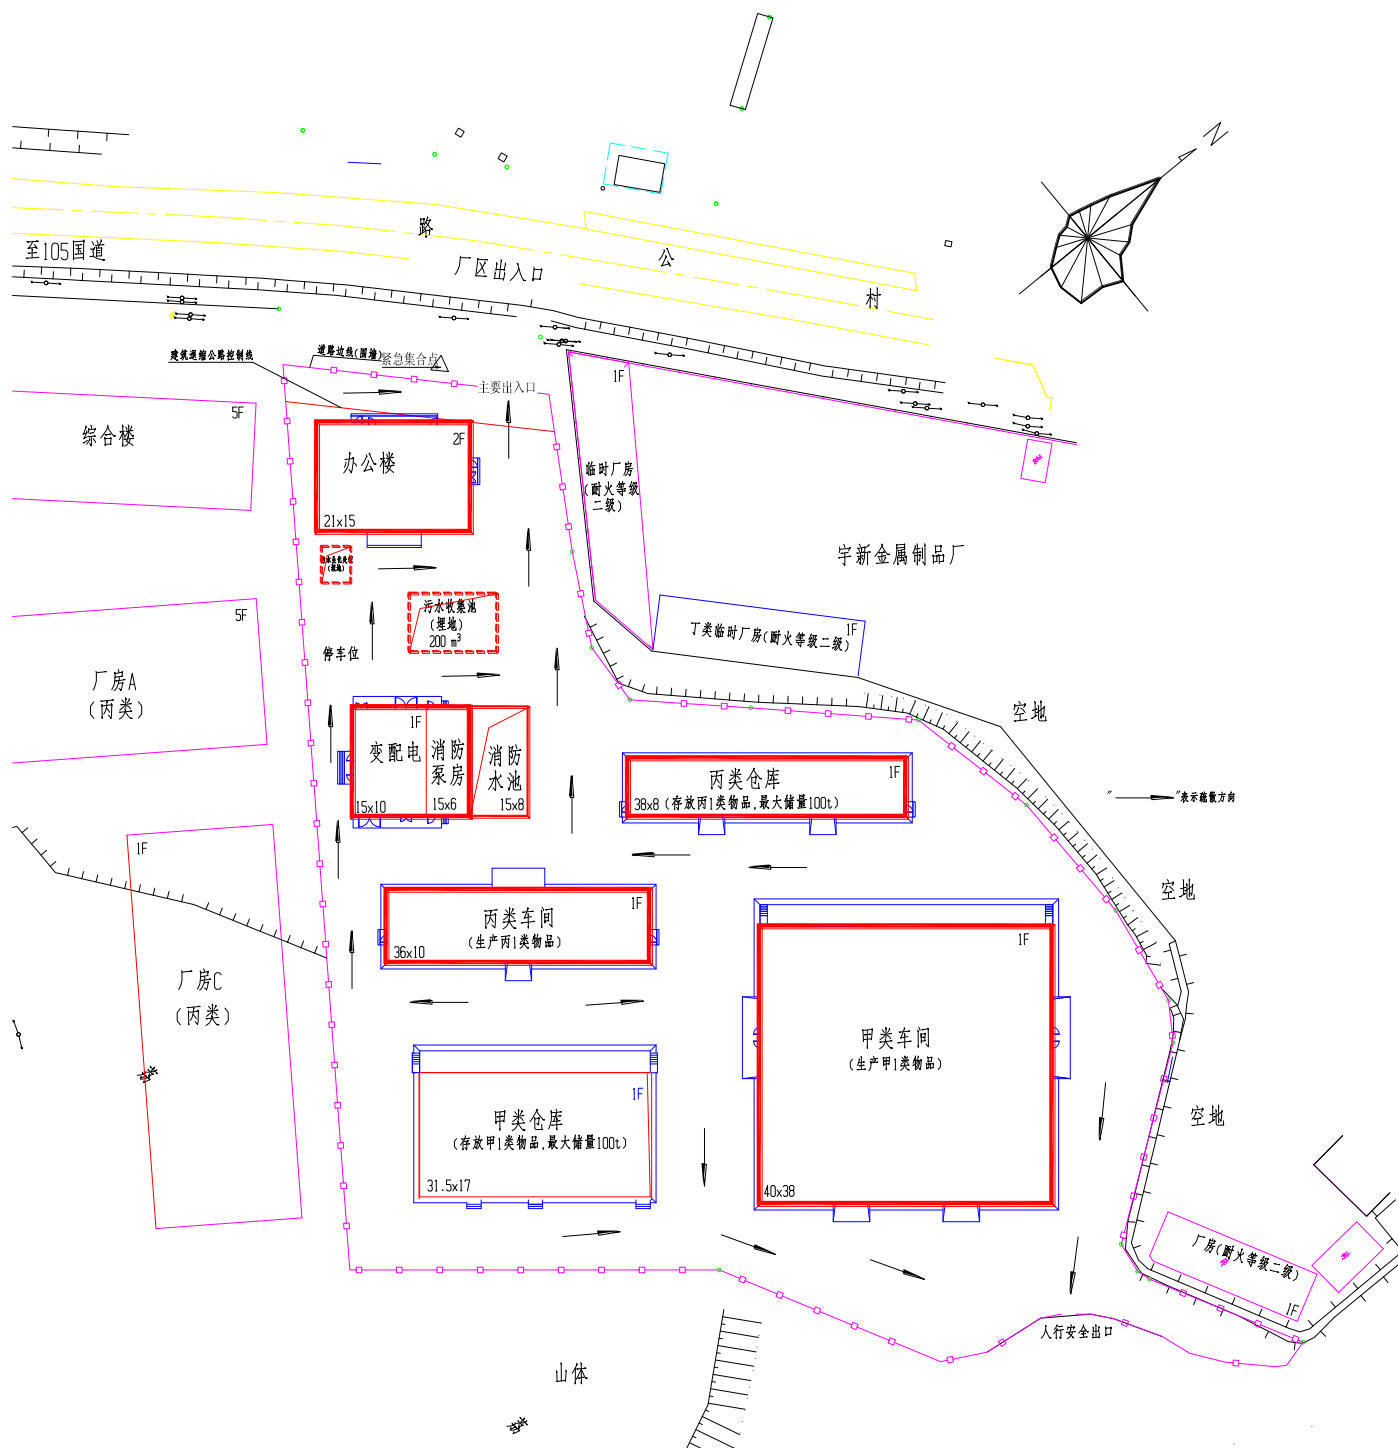 N
路
公
村
至105国道
厂区出入口
建筑退缩公路控制线
道路边线(围墙)
紧急集合点
主要出入口
1F
5F
综合楼
2F
办公楼
21x15
临时厂房
(耐火等级
二级)
宇新金属制品厂
(埋地)
污水收集池
(埋地)
200 m³
丁类临时厂房(耐火等级二级)
1F
5F
厂房A
(丙类)
停车位
空地
1F
变配电
消防
泵房
消防
水池
15x10
15x6
15x8
丙类仓库
1F
38x8
(存放丙1类物品,最大储量100t)
"
"表示疏散方向
1F
丙类车间
1F
(生产丙1类物品)
36x10
空地
1F
厂房C
(丙类)
甲类车间
(生产甲1类物品)
40x38
1F
甲类仓库
(存放甲1类物品,最大储量100t)
31.5x17
空地
厂房(耐火等级二级)
1F
人行安全出口
山体